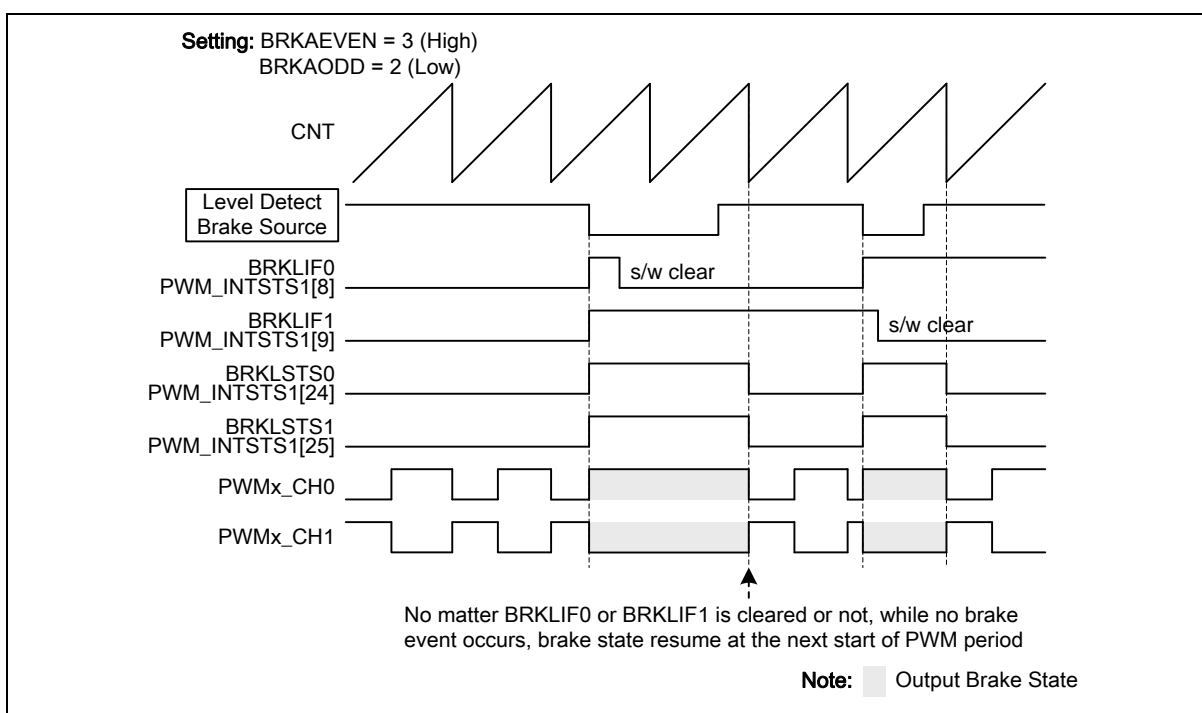 Setting: BRKAEVEN = 3 (High)
BRKAODD = 2 (Low)
CNT
Level Detect
Brake Source
BRKLIF0
PWM_INTSTS1[8]
s/w clear
BRKLIF1
PWM_INTSTS1[9]
s/w clear
BRKLSTS0
PWM_INTSTS1[24]
BRKLSTS1
PWM_INTSTS1[25]
PWMx_CH0
PWMx_CH1
No matter BRKLIF0 or BRKLIF1 is cleared or not, while no brake
event occurs, brake state resume at the next start of PWM period
Note: Output Brake State